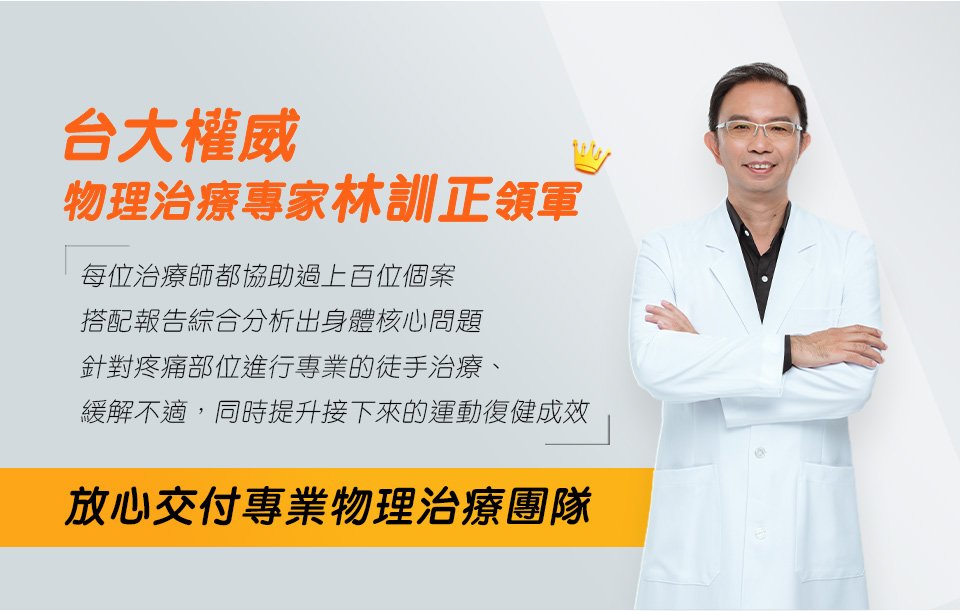 台大權威
物理治療專家林訓正領軍
每位治療師都協助過上百位個案
搭配報告綜合分析出身體核心問題
針對疼痛部位進行專業的徒手治療、
緩解不適，同時提升接下來的運動復健成效
放心交付專業物理治療團隊